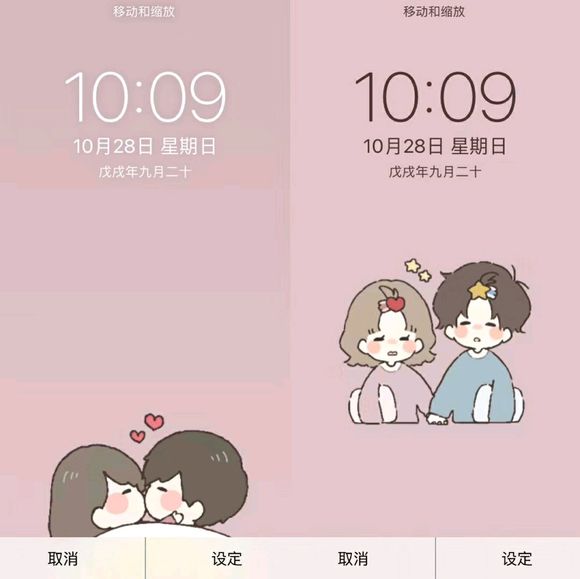 移动和缩放
10:09
10月28日 星期日
戊戌年九月二十
取消
设定
移动和缩放
10:09
10月28日 星期日
戊戌年九月二十
取消
设定